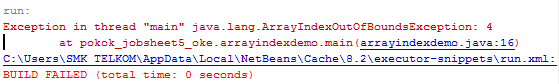 run:
Exception in thread "main" java.lang.ArrayIndexOutOfBoundsException: 4
at pokok_jobsheet5_oke.arrayindexdemo.main(arrayindexdemo.java:16)
C:\Users\SMK TELKOM\AppData\Local\NetBeans\Cache\8.2\executor-snippets\run.xml:
BUILD FAILED (total time: 0 seconds)